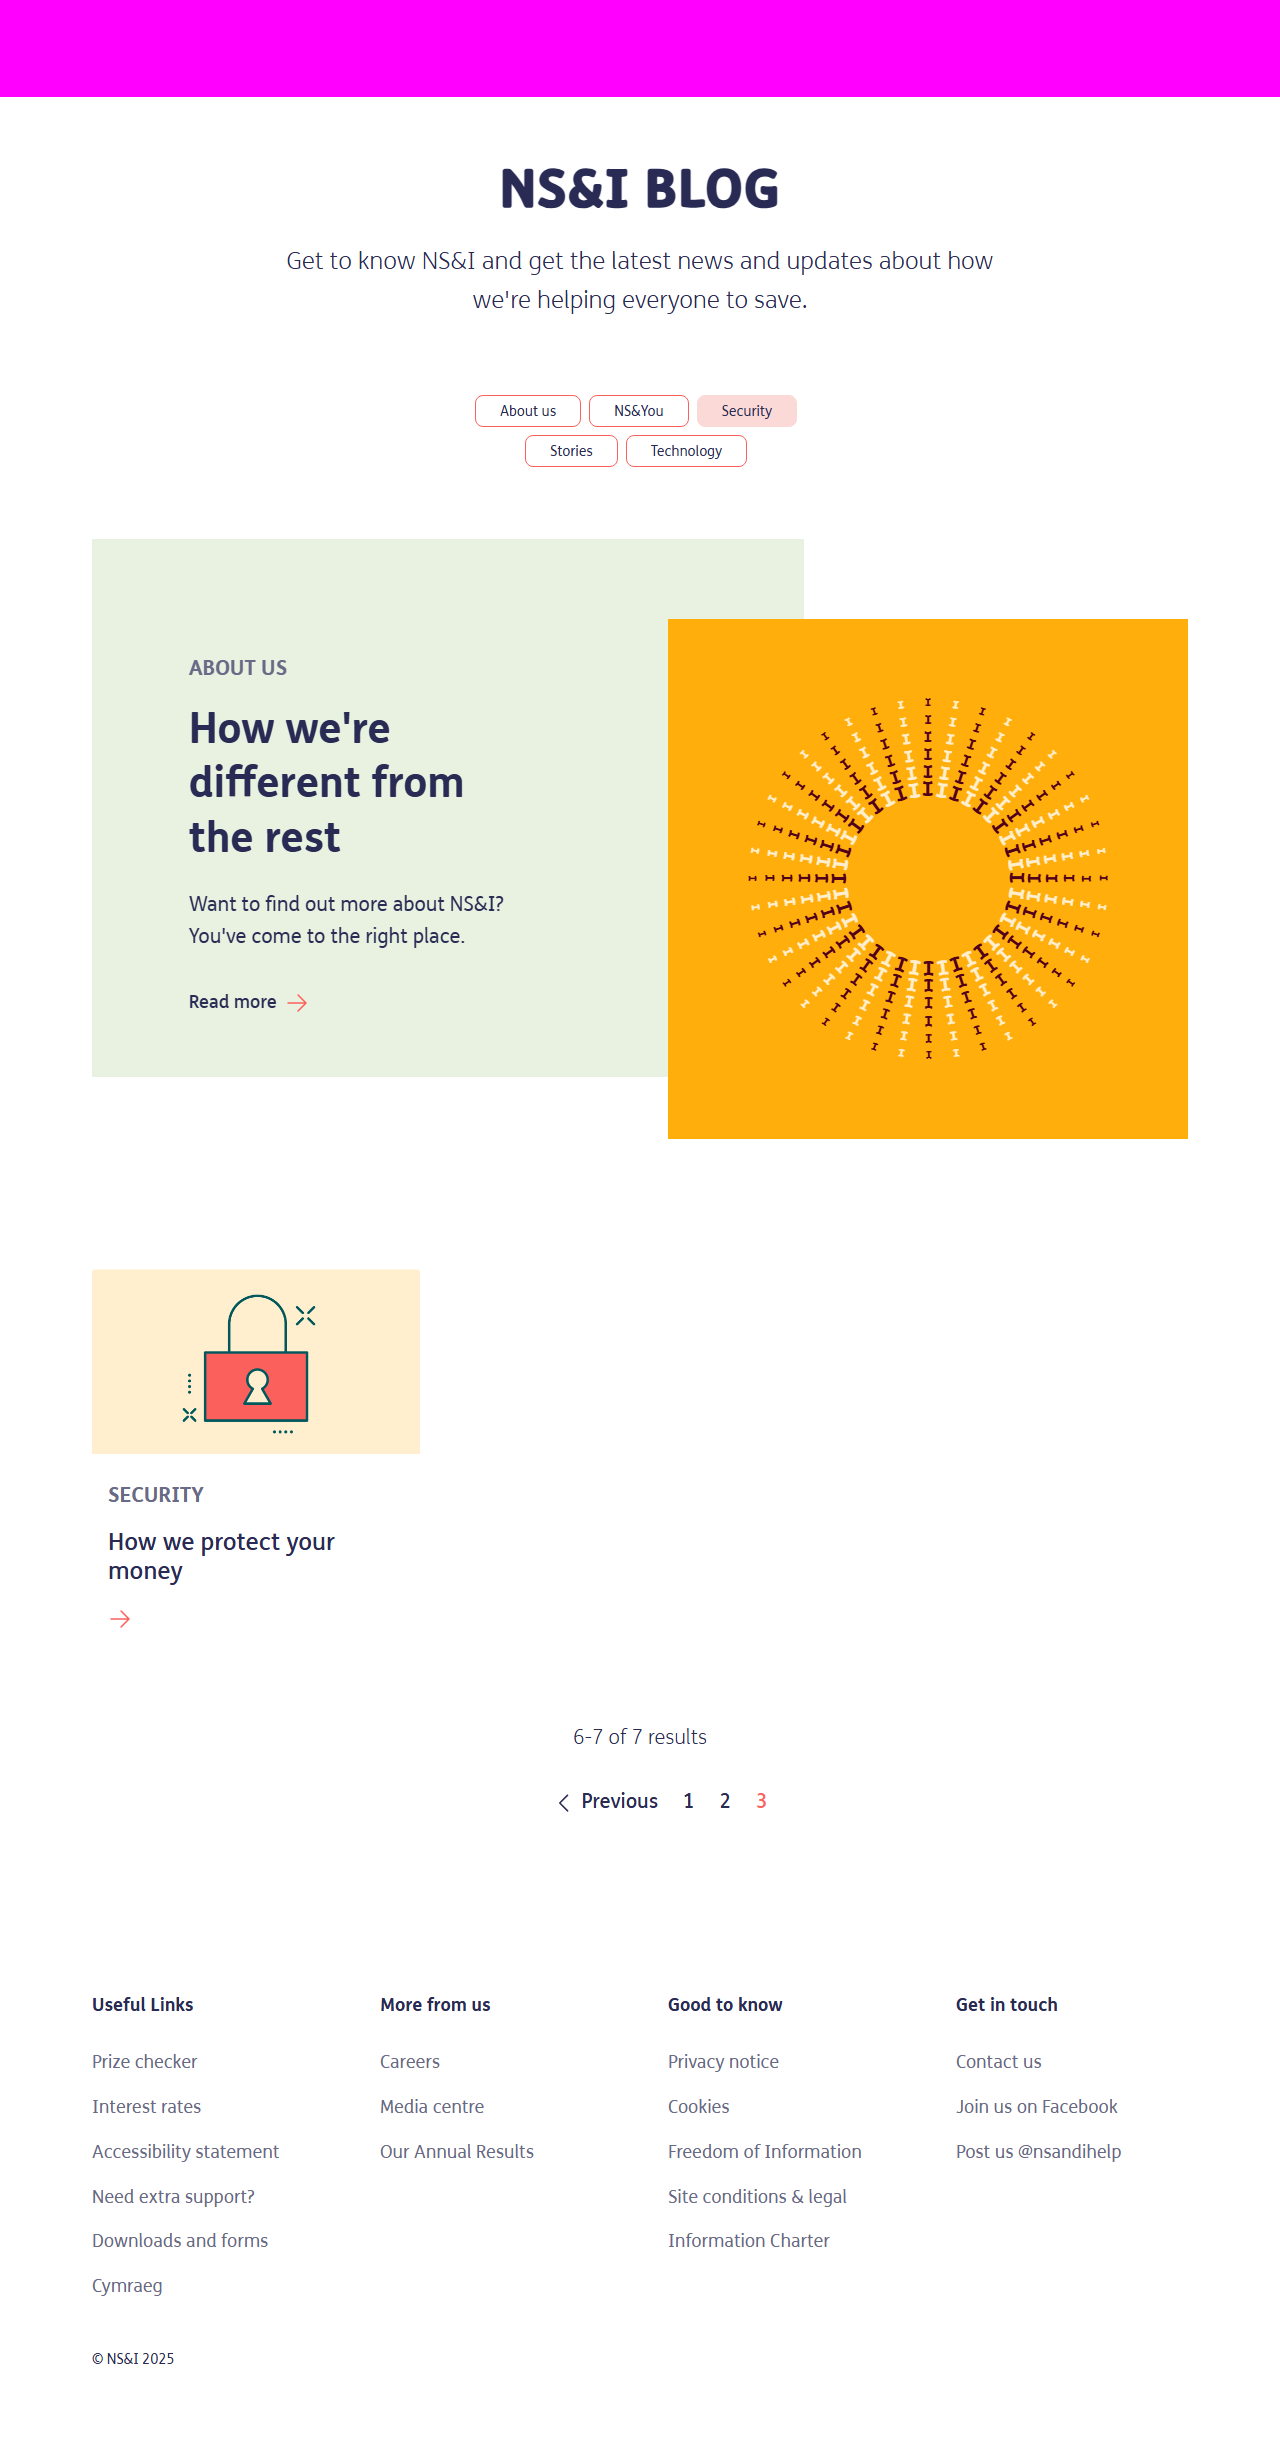 NS&I BLOG
Get to know NS&I and get the latest news and updates about how
we're helping everyone to save.
About us
NS&You
Security
Stories
Technology
ABOUT US
How we're
different from
the rest
Want to find out more about NS&I?
You've come to the right place.
Read more
SECURITY
How we protect your
money
6-7 of 7 results
Previous 1 2 3
Useful Links
Prize checker
Interest rates
Accessibility statement
Need extra support?
Downloads and forms
Cymraeg
More from us
Careers
Media centre
Our Annual Results
Good to know
Privacy notice
Cookies
Freedom of Information
Site conditions & legal
Information Charter
Get in touch
Contact us
Join us on Facebook
Post us @nsandihelp
© NS&I 2025